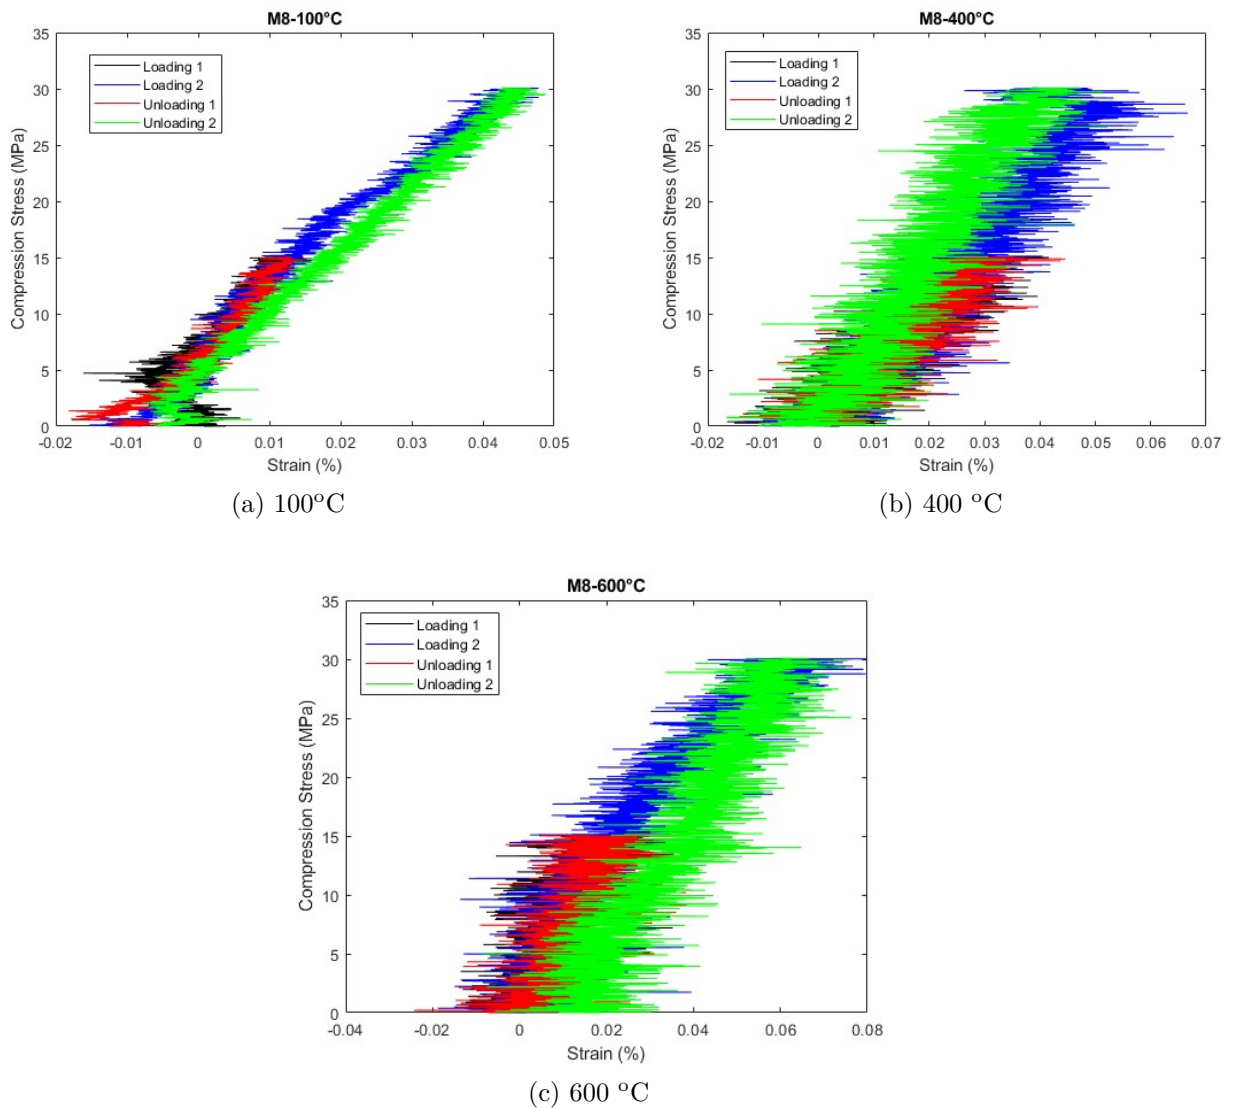 M8-100°C
35
30
25
20
15
10
5
0
Compression Stress (MPa)
Loading 1
Loading 2
Unloading 1
Unloading 2
-0.02 -0.01 0 0.01 0.02 0.03 0.04 0.05
Strain (%)
(a) 100°C
M8-400°C
35
30
25
20
15
10
5
0
Compression Stress (MPa)
Loading 1
Loading 2
Unloading 1
Unloading 2
-0.02 -0.01 0 0.01 0.02 0.03 0.04 0.05 0.06 0.07
Strain (%)
(b) 400 °C
M8-600°C
35
30
25
20
15
10
5
0
Compression Stress (MPa)
Loading 1
Loading 2
Unloading 1
Unloading 2
-0.04 -0.02 0 0.02 0.04 0.06 0.08
Strain (%)
(c) 600 °C